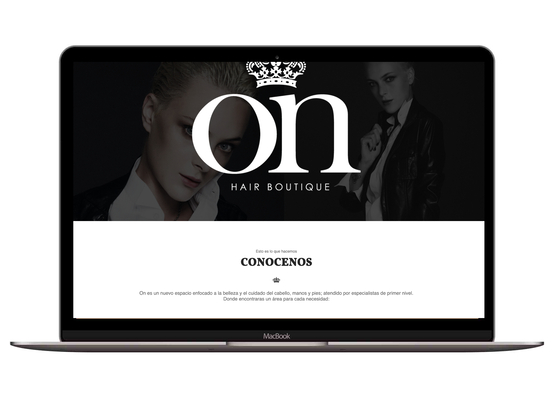 on
HAIR BOUTIQUE
Esto es lo que hacemos
CONOCENOS
On es un nuevo espacio enfocado a la belleza y el cuidado del cabello, manos y pies; atendido por especialistas de primer nivel.
Donde encontraras un área para cada necesidad:
MacBook